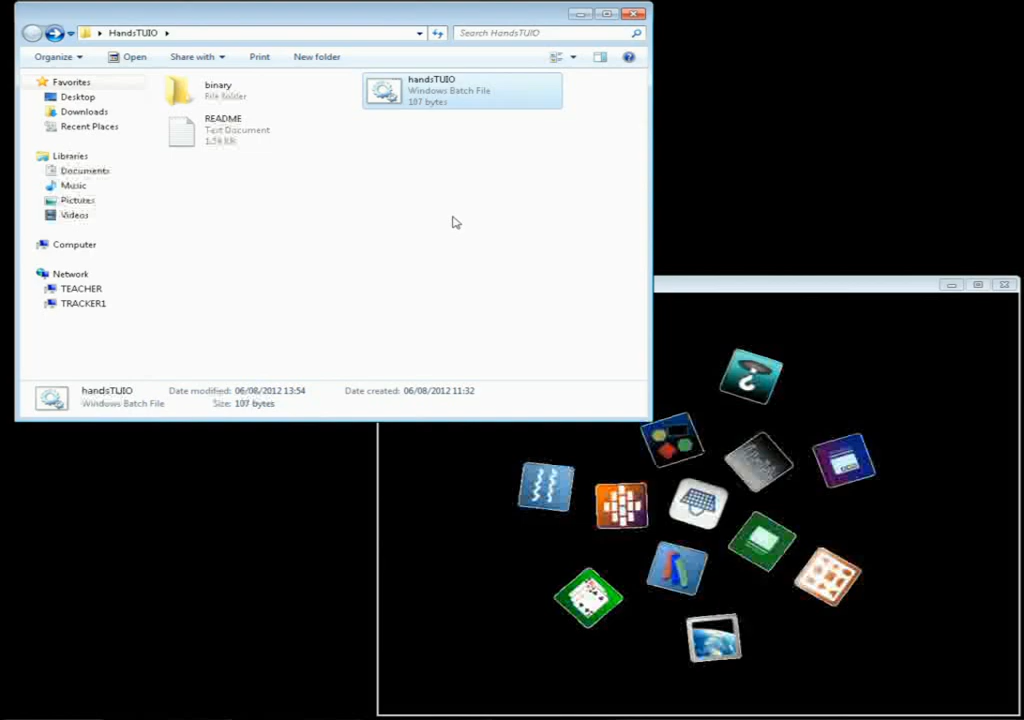 HandsTUIO
Search HandsTUIO
Organize
Open
Share with
Print
New folder
Favorites
Desktop
Downloads
Recent Places
Libraries
Documents
Music
Pictures
Videos
Computer
Network
TEACHER
TRACKER1
binary
File folder
README
Text Document
handsTUIO
Windows Batch File
107 bytes
handsTUIO
Windows Batch File
Date modified: 06/08/2012 13:54
Size: 107 bytes
Date created: 06/08/2012 11:32